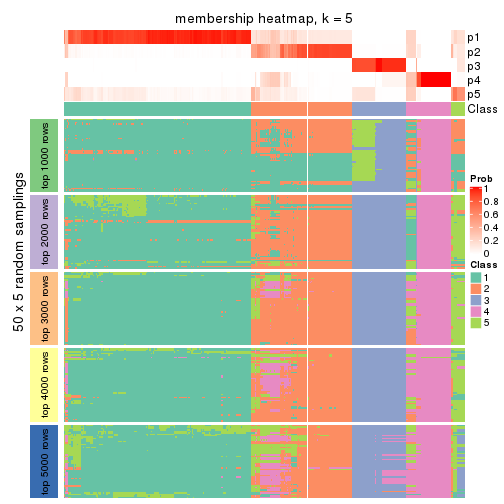 membership heatmap, k = 5
p1
p2
p3
p4
p5
Class
50 x 5 random samplings
top 1000 rows
top 2000 rows
top 3000 rows
top 4000 rows
top 5000 rows
Prob
1
0.8
0.6
0.4
0.2
0
Class
1
2
3
4
5